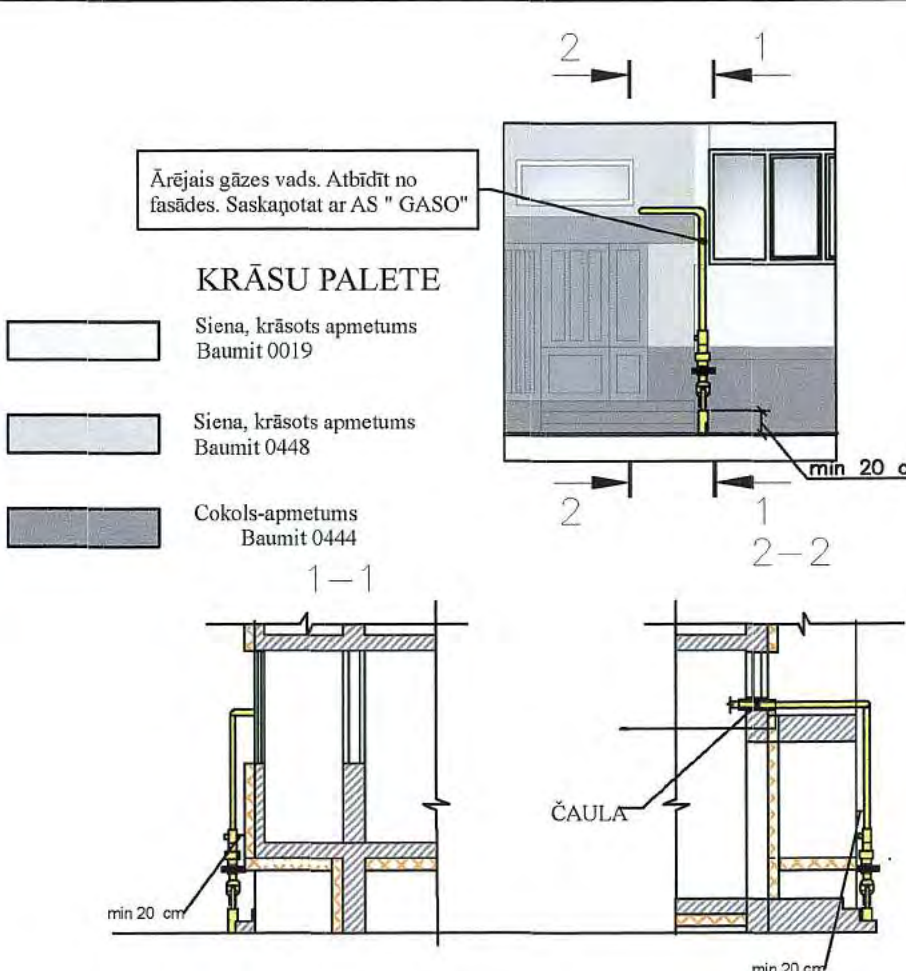 2 1
Ārējais gāzes vads. Atbīdīt no
fasādes. Saskaņotat ar AS " GASO"
KRĀSU PALETE
Siena, krāsots apmetums
Baumit 0019
Siena, krāsots apmetums
Baumit 0448
Cokols-apmetums
Baumit 0444
min 20 c
2 1
1-1
2-2
ČAULA
min 20 cm
min 20 cm